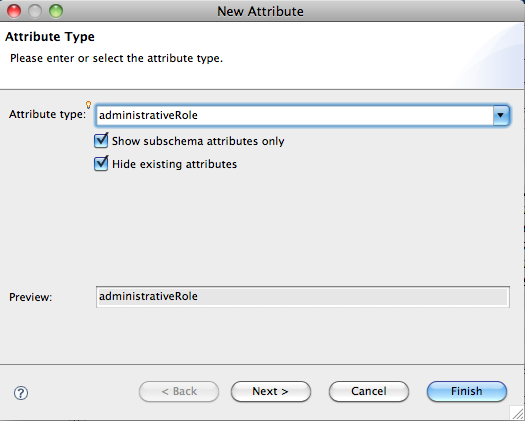 New Attribute
Attribute Type
Please enter or select the attribute type.
Attribute type: administrativeRole
Show subschema attributes only
Hide existing attributes
Preview: administrativeRole
? < Back Next > Cancel Finish